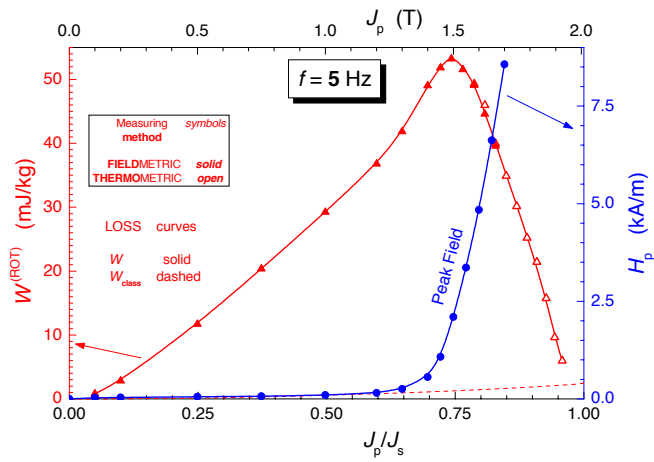 J_p (T)
0.0 0.5 1.0 1.5 2.0
f = 5 Hz
Measuring symbols
method
FIELDMETRIC solid
THERMOMETRIC open
LOSS curves
W solid
W_class dashed
Peak Field
W^(ROT) (mJ/kg)
50
40
30
20
10
0
H_p (kA/m)
7.5
5.0
2.5
0.0
0.00 0.25 0.50 0.75 1.00
J_p/J_s